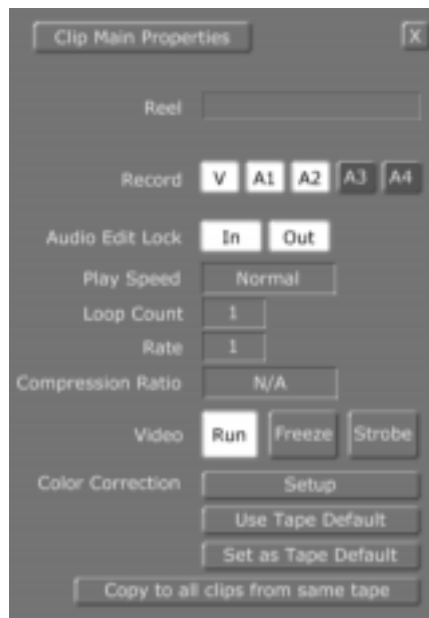 Clip Main Properties X
Reel
Record V A1 A2 A3 A4
Audio Edit Lock In Out
Play Speed Normal
Loop Count 1
Rate 1
Compression Ratio N/A
Video Run Freeze Strobe
Color Correction Setup
Use Tape Default
Set as Tape Default
Copy to all clips from same tape